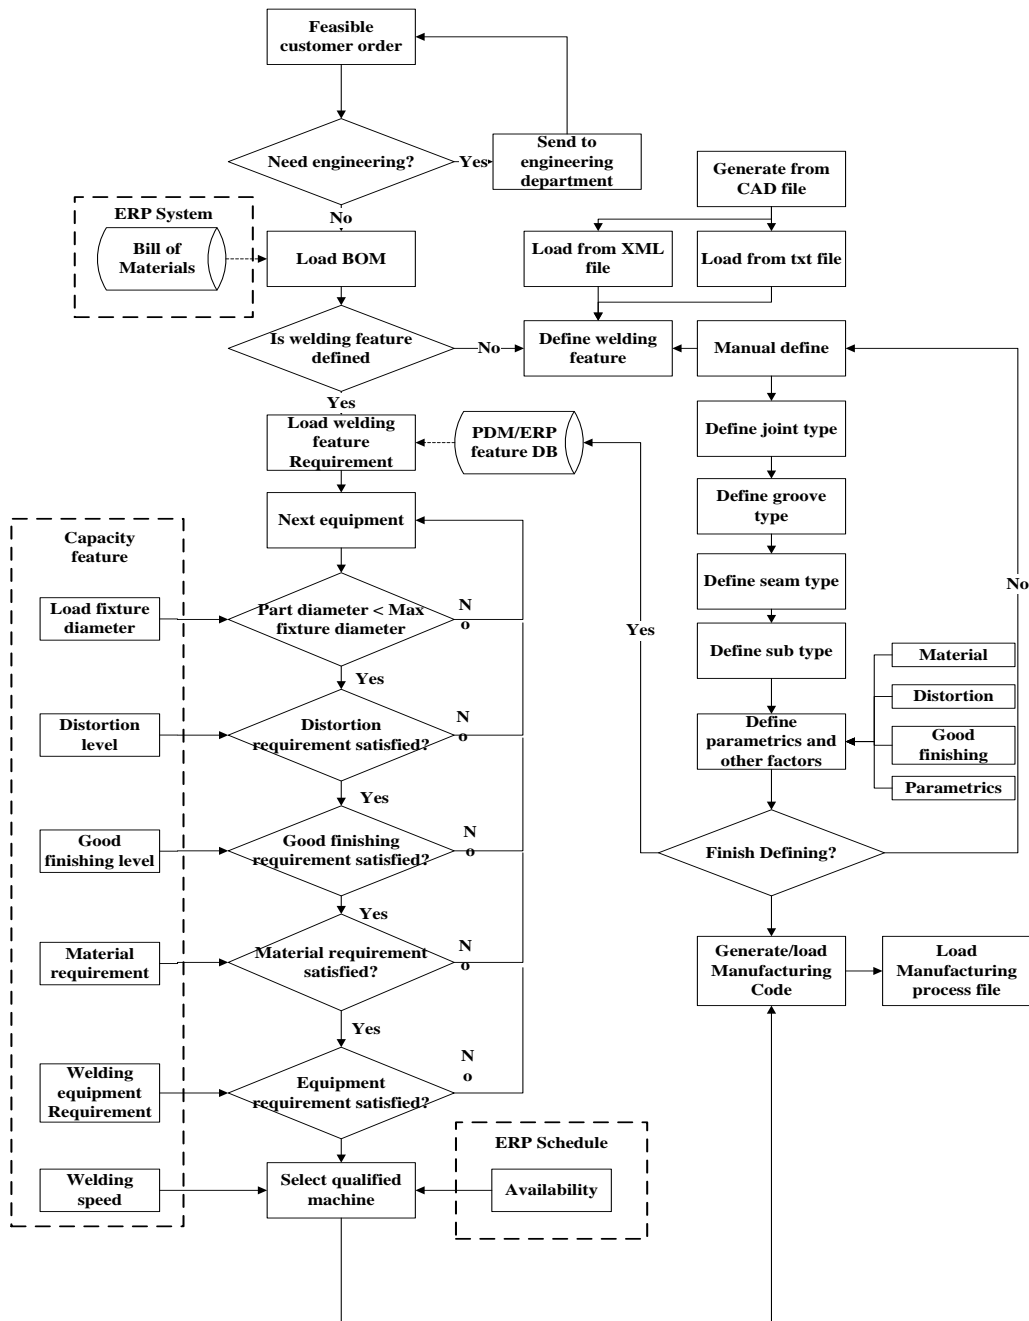 Feasible
customer order
Need engineering?
Yes
Send to
engineering
department
Generate from
CAD file
No
ERP System
Bill of
Materials
Load BOM
Load from XML
file
Load from txt file
Is welding feature
defined
No
Define welding
feature
Manual define
Yes
Load welding
feature
Requirement
PDM/ERP
feature DB
Define joint type
Next equipment
Define groove
type
Capacity
feature
Load fixture
diameter
Part diameter < Max
fixture diameter
N
o
Define seam type
No
Yes
Define sub type
Material
Yes
Distortion
level
Distortion
requirement satisfied?
N
o
Define
parametrics and
other factors
Distortion
Good
finishing
Parametrics
Yes
Good
finishing level
Good finishing
requirement satisfied?
N
o
Finish Defining?
Yes
Material
requirement
Material requirement
satisfied?
N
o
Generate/load
Manufacturing
Code
Load
Manufacturing
process file
Yes
Welding
equipment
Requirement
Equipment
requirement satisfied?
N
o
ERP Schedule
Welding
speed
Select qualified
machine
Availability